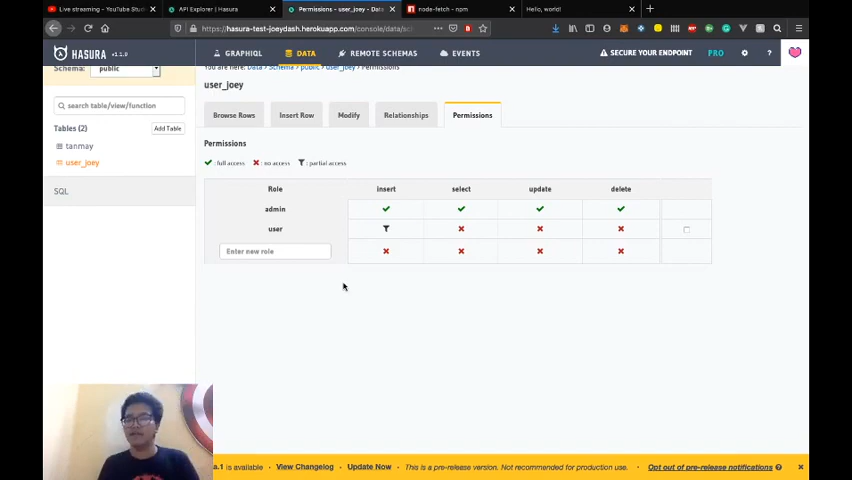 Live streaming - YouTube Studi
API Explorer | Hasura
Permissions - user_joey - Dat
node-fetch - npm
Hello, world!
https://hasura-test-joeydash.herokuapp.com/console/data/sc
HASURA v1.1.0
GRAPHIQL
DATA
REMOTE SCHEMAS
EVENTS
SECURE YOUR ENDPOINT
PRO
?
Schema: public
You are here: Data > Schema > public > user_joey > Permissions
user_joey
search table/view/function
Browse Rows
Insert Row
Modify
Relationships
Permissions
Tables (2)
Add Table
tanmay
user_joey
SQL
Permissions
: full access : no access : partial access
Role insert select update delete
admin
user
Enter new role
a.1 is available View Changelog Update Now This is a pre-release version. Not recommended for production use. Opt out of pre-release notifications